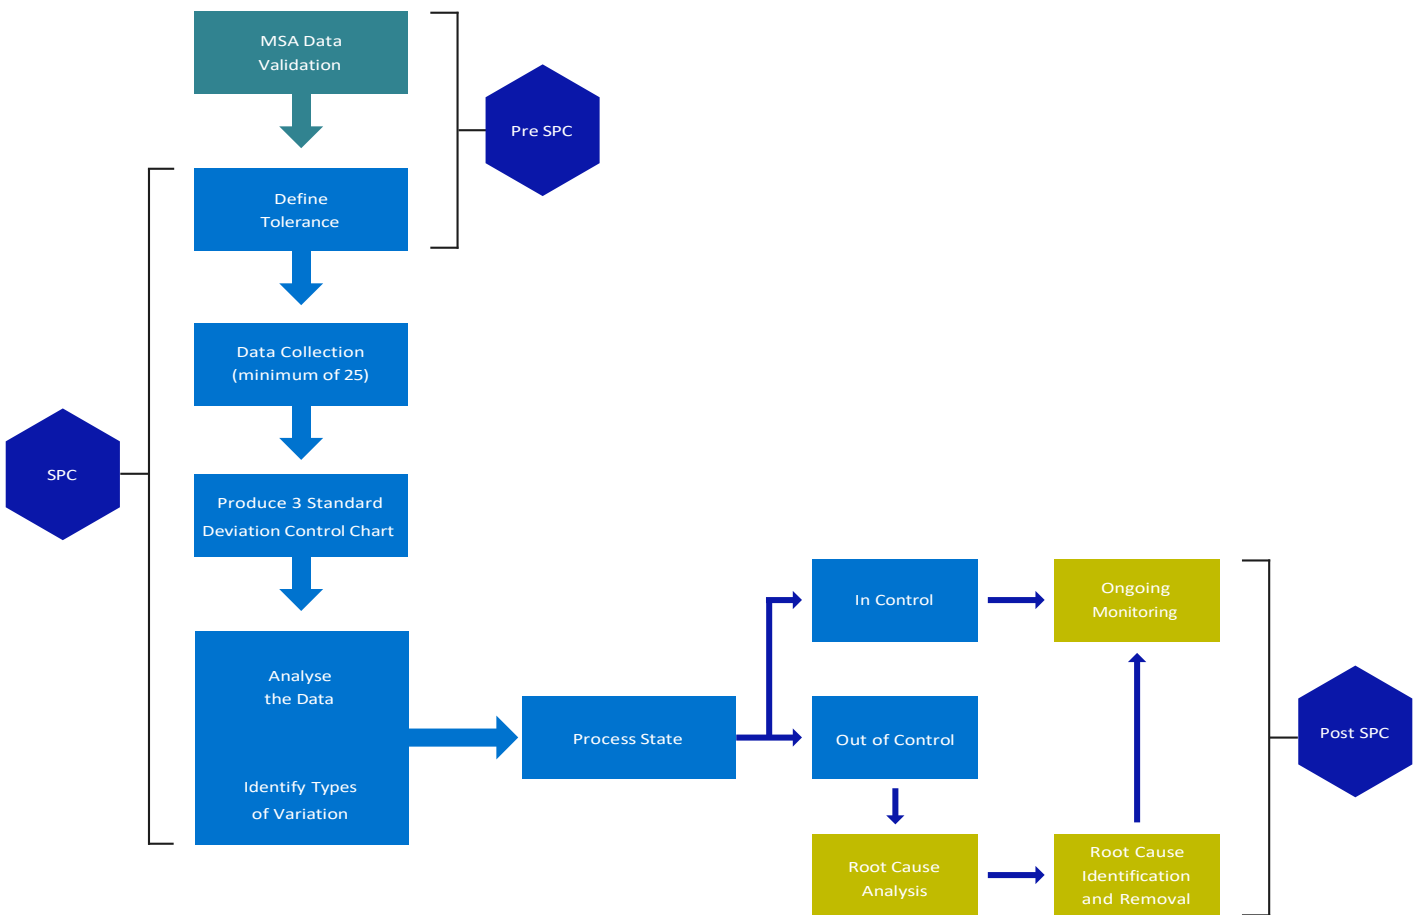 MSA Data
Validation
Pre SPC
Define
Tolerance
Data Collection
(minimum of 25)
SPC
Produce 3 Standard
Deviation Control Chart
Analyse
the Data
Identify Types
of Variation
Process State
In Control
Ongoing
Monitoring
Out of Control
Post SPC
Root Cause
Analysis
Root Cause
Identification
and Removal